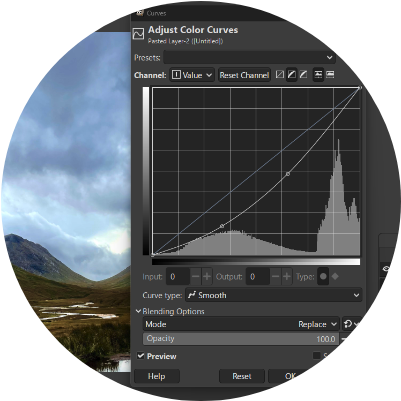 Curves
Adjust Color Curves
Pasted Layer-2 ([Untitled])
Presets:
Channel: Value Reset Channel
Input: 0 Output: 0 Type:
Curve type: Smooth
Blending Options
Mode Replace
Opacity 100.0
Preview
Help Reset OK